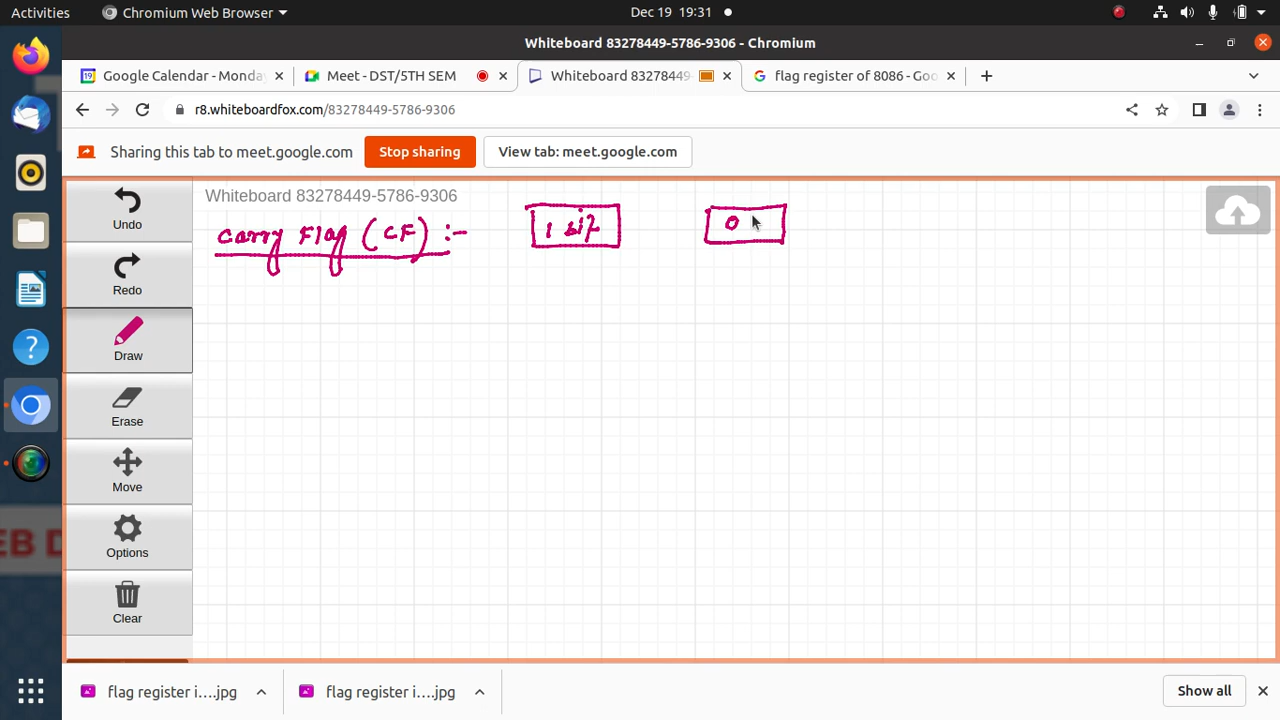 Activities Chromium Web Browser Dec 19 19:31
Whiteboard 83278449-5786-9306 - Chromium
Google Calendar - Monda Meet - DST/5TH SEM Whiteboard 83278449- flag register of 8086 - Goo
r8.whiteboardfox.com/83278449-5786-9306
Sharing this tab to meet.google.com Stop sharing View tab: meet.google.com
Whiteboard 83278449-5786-9306
Carry Flag (CF) :- 1 bit 0
Undo
Redo
Draw
Erase
Move
Options
Clear
EB D
flag register i....jpg flag register i....jpg Show all